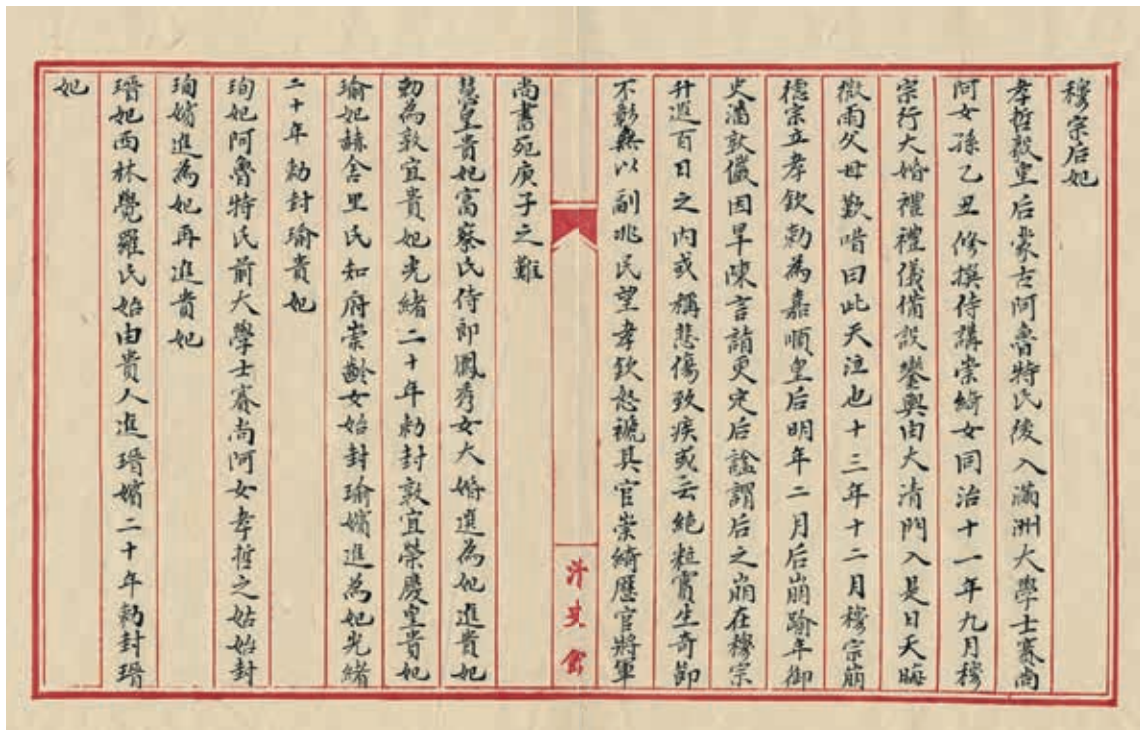 穆宗后妃
孝哲毅皇后蒙古阿魯特氏後入滿洲大學士賽尚
阿女孫乙丑修撰侍講崇綺女同治十一年九月穆
宗行大婚禮禮儀備設鑾輿由大清門入是日天晦
微雨父母歎喟曰此天泣也十三年十二月穆宗崩
德宗立孝欽勅為嘉順皇后明年二月后崩踰年御
史潘敦儼因旱陳言請更定后諡謂后之崩在穆宗
升遐百日之內或稱悲傷致疾或云絶粒賓生奇節
不彰無以副兆民望孝欽怒褫其官崇綺歷官將軍
清史館
尚書死庚子之難
慧皇貴妃富察氏侍郎鳳秀女大婚選為妃進貴妃
勅為敦宜貴妃光緒二十年勅封敦宜榮慶皇貴妃
瑜妃赫舍里氏知府崇齡女始封瑜嬪進為妃光緒
二十年勅封瑜貴妃
珣妃阿魯特氏前大學士賽尚阿女孝哲之姑始封
珣嬪進為妃再進貴妃
瑨妃西林覺羅氏始由貴人進瑨嬪二十年勅封瑨
妃